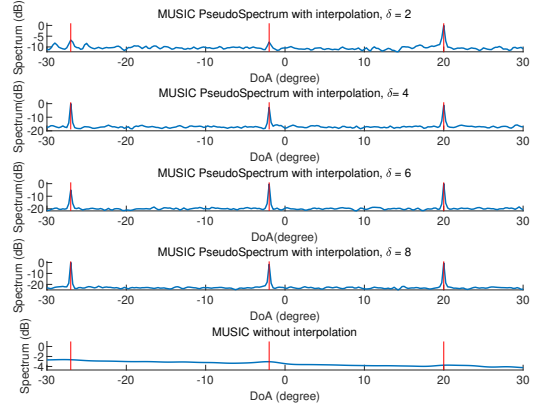 MUSIC PseudoSpectrum with interpolation, δ = 2
Spectrum (dB)
0
-5
-10
-30 -20 -10 0 10 20 30
DoA (degree)
MUSIC PseudoSpectrum with interpolation, δ= 4
Spectrum(dB)
0
-10
-20
-30 -20 -10 0 10 20 30
DoA (degree)
MUSIC PseudoSpectrum with interpolation, δ = 6
Spectrum(dB)
0
-10
-20
-30 -20 -10 0 10 20 30
DoA(degree)
MUSIC PseudoSpectrum with interpolation, δ = 8
Spectrum (dB)
0
-10
-20
-30 -20 -10 0 10 20 30
DoA (degree)
MUSIC without interpolation
Spectrum (dB)
-2
-4
-30 -20 -10 0 10 20 30
DoA (degree)